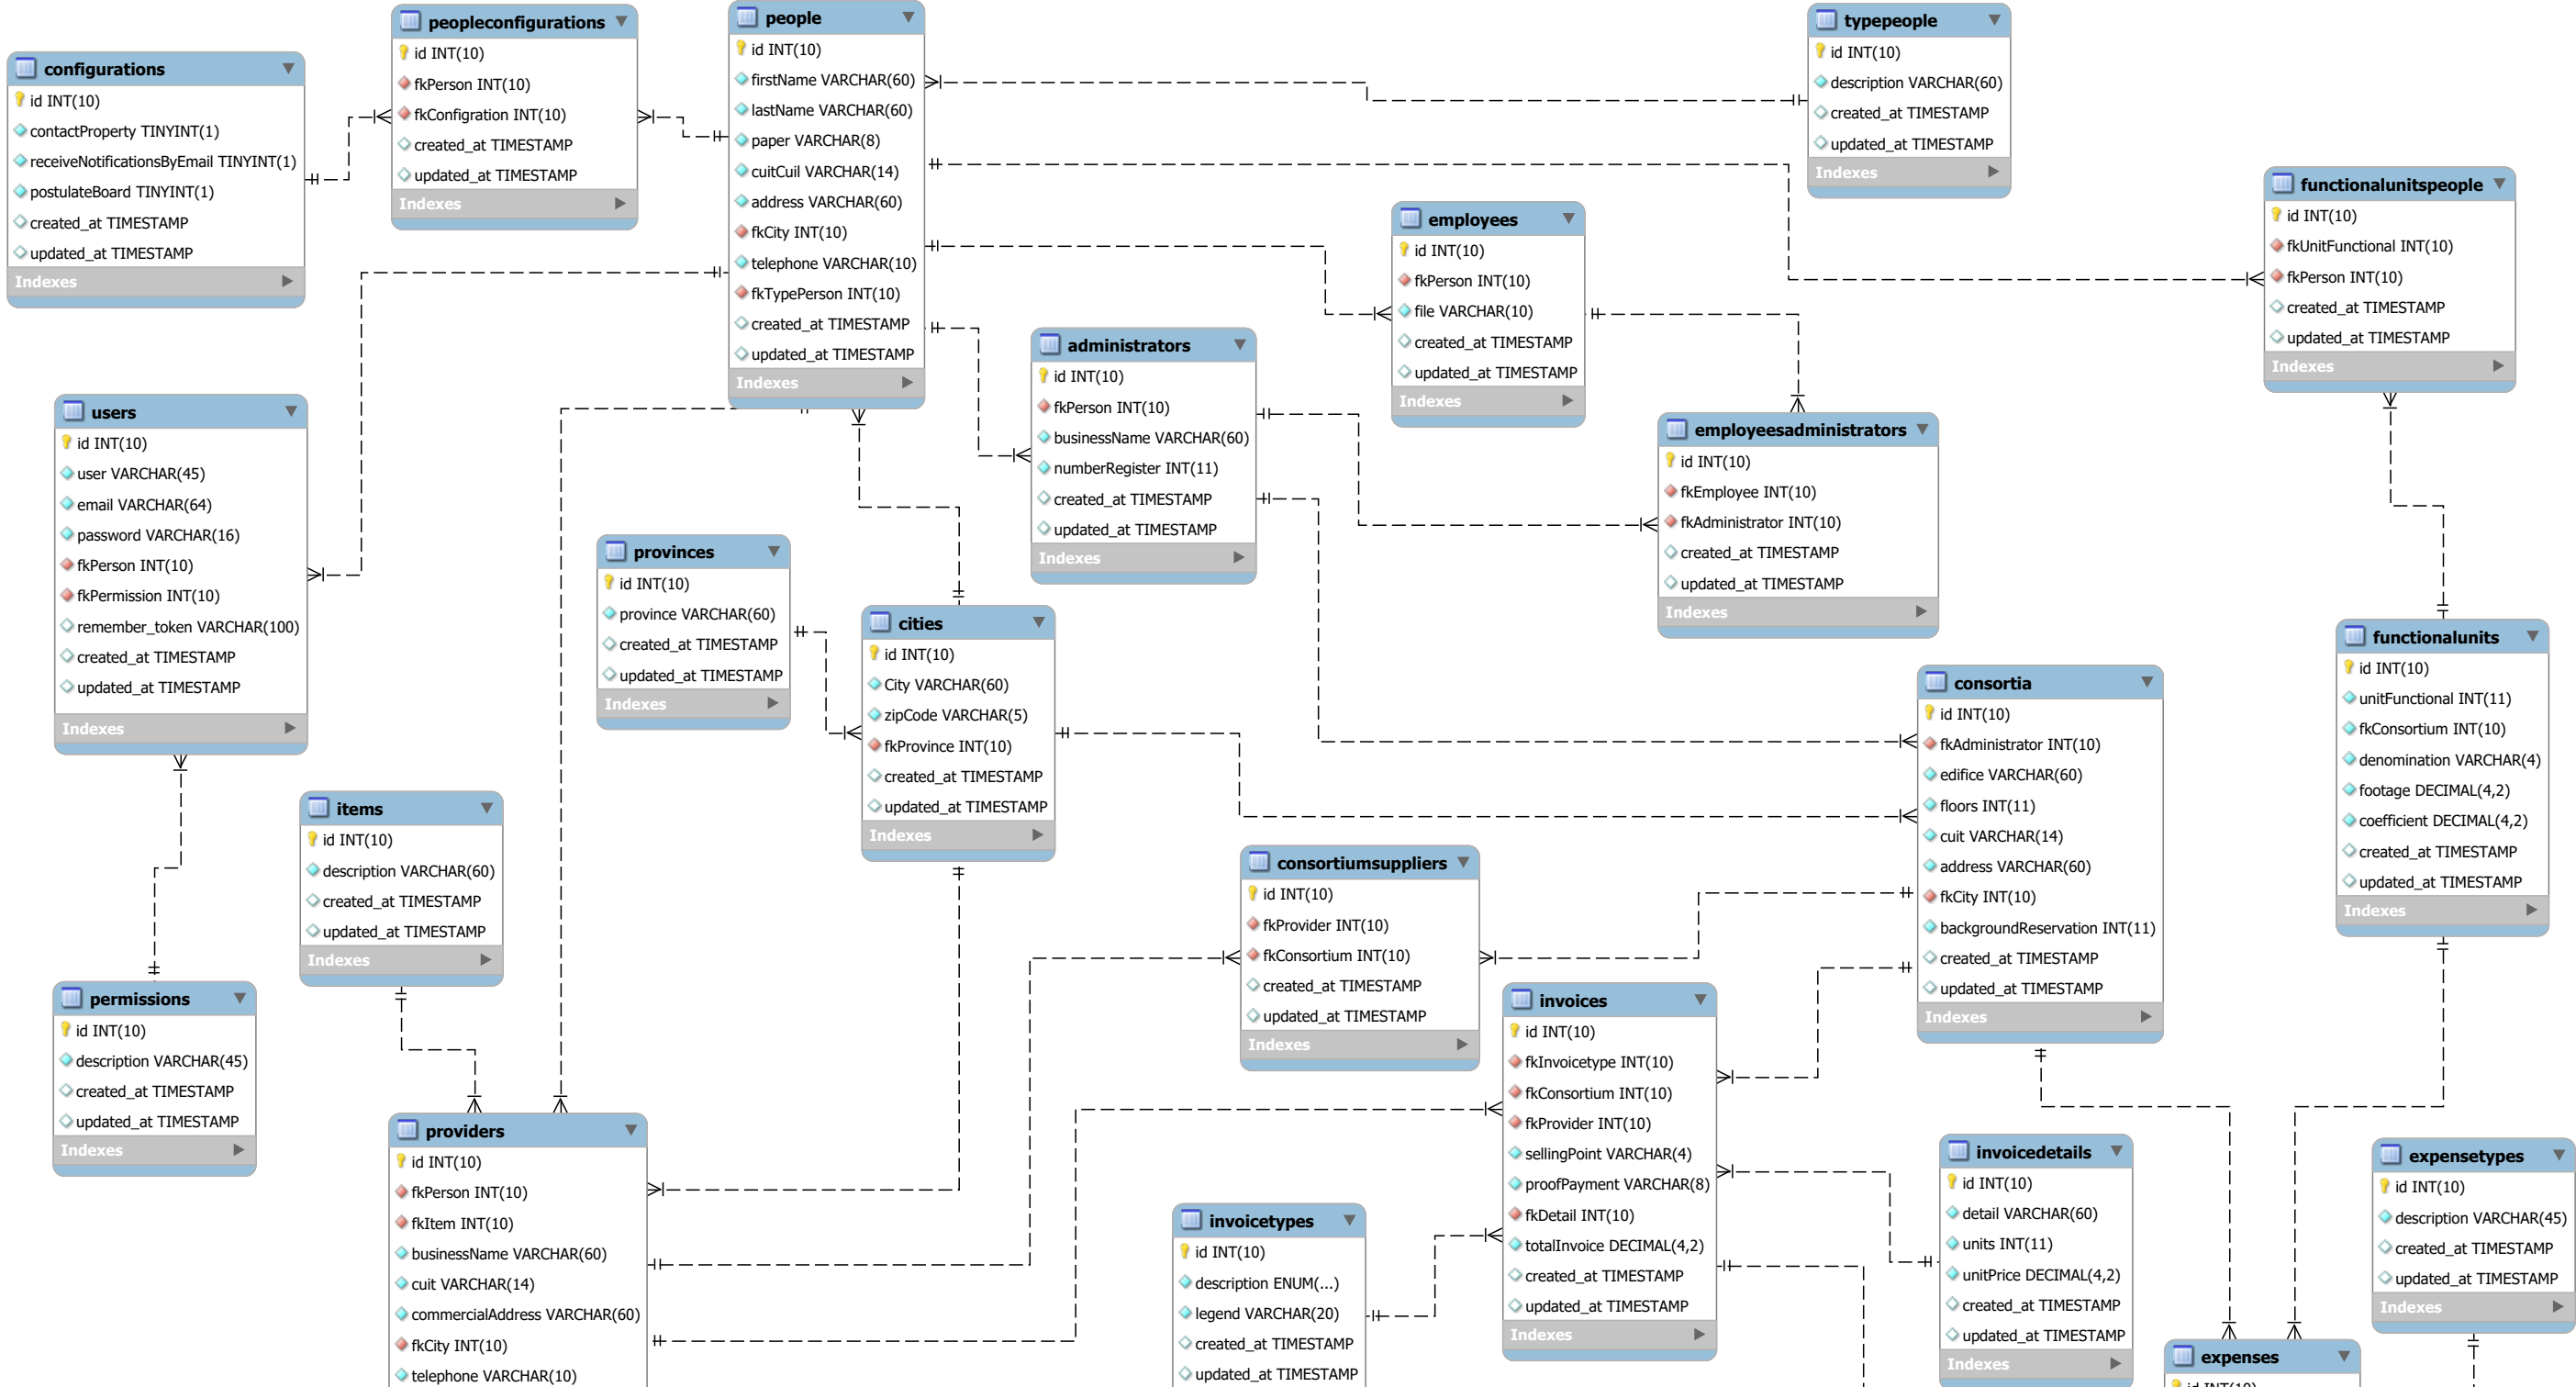 configurations
id INT(10)
contactProperty TINYINT(1)
receiveNotificationsByEmail TINYINT(1)
postulateBoard TINYINT(1)
created_at TIMESTAMP
updated_at TIMESTAMP
Indexes
peopleconfigurations
id INT(10)
fkPerson INT(10)
fkConfigration INT(10)
created_at TIMESTAMP
updated_at TIMESTAMP
Indexes
people
id INT(10)
firstName VARCHAR(60)
lastName VARCHAR(60)
paper VARCHAR(8)
cuitCuil VARCHAR(14)
address VARCHAR(60)
fkCity INT(10)
telephone VARCHAR(10)
fkTypePerson INT(10)
created_at TIMESTAMP
updated_at TIMESTAMP
Indexes
typepeople
id INT(10)
description VARCHAR(60)
created_at TIMESTAMP
updated_at TIMESTAMP
Indexes
functionalunitspeople
id INT(10)
fkUnitFunctional INT(10)
fkPerson INT(10)
created_at TIMESTAMP
updated_at TIMESTAMP
Indexes
employees
id INT(10)
fkPerson INT(10)
file VARCHAR(10)
created_at TIMESTAMP
updated_at TIMESTAMP
Indexes
administrators
id INT(10)
fkPerson INT(10)
businessName VARCHAR(60)
numberRegister INT(11)
created_at TIMESTAMP
updated_at TIMESTAMP
Indexes
users
id INT(10)
user VARCHAR(45)
email VARCHAR(64)
password VARCHAR(16)
fkPerson INT(10)
fkPermission INT(10)
remember_token VARCHAR(100)
created_at TIMESTAMP
updated_at TIMESTAMP
Indexes
employeesadministrators
id INT(10)
fkEmployee INT(10)
fkAdministrator INT(10)
created_at TIMESTAMP
updated_at TIMESTAMP
Indexes
provinces
id INT(10)
province VARCHAR(60)
created_at TIMESTAMP
updated_at TIMESTAMP
Indexes
cities
id INT(10)
City VARCHAR(60)
zipCode VARCHAR(5)
fkProvince INT(10)
created_at TIMESTAMP
updated_at TIMESTAMP
Indexes
functionalunits
id INT(10)
unitFunctional INT(11)
fkConsortium INT(10)
denomination VARCHAR(4)
footage DECIMAL(4,2)
coefficient DECIMAL(4,2)
created_at TIMESTAMP
updated_at TIMESTAMP
Indexes
consortia
id INT(10)
fkAdministrator INT(10)
edifice VARCHAR(60)
floors INT(11)
cuit VARCHAR(14)
address VARCHAR(60)
fkCity INT(10)
backgroundReservation INT(11)
created_at TIMESTAMP
updated_at TIMESTAMP
Indexes
items
id INT(10)
description VARCHAR(60)
created_at TIMESTAMP
updated_at TIMESTAMP
Indexes
consortiumsuppliers
id INT(10)
fkProvider INT(10)
fkConsortium INT(10)
created_at TIMESTAMP
updated_at TIMESTAMP
Indexes
permissions
id INT(10)
description VARCHAR(45)
created_at TIMESTAMP
updated_at TIMESTAMP
Indexes
invoices
id INT(10)
fkInvoicetype INT(10)
fkConsortium INT(10)
fkProvider INT(10)
sellingPoint VARCHAR(4)
proofPayment VARCHAR(8)
fkDetail INT(10)
totalInvoice DECIMAL(4,2)
created_at TIMESTAMP
updated_at TIMESTAMP
Indexes
providers
id INT(10)
fkPerson INT(10)
fkItem INT(10)
businessName VARCHAR(60)
cuit VARCHAR(14)
commercialAddress VARCHAR(60)
fkCity INT(10)
telephone VARCHAR(10)
invoicetypes
id INT(10)
description ENUM(...)
legend VARCHAR(20)
created_at TIMESTAMP
updated_at TIMESTAMP
invoicedetails
id INT(10)
detail VARCHAR(60)
units INT(11)
unitPrice DECIMAL(4,2)
created_at TIMESTAMP
updated_at TIMESTAMP
Indexes
expensetypes
id INT(10)
description VARCHAR(45)
created_at TIMESTAMP
updated_at TIMESTAMP
Indexes
expenses